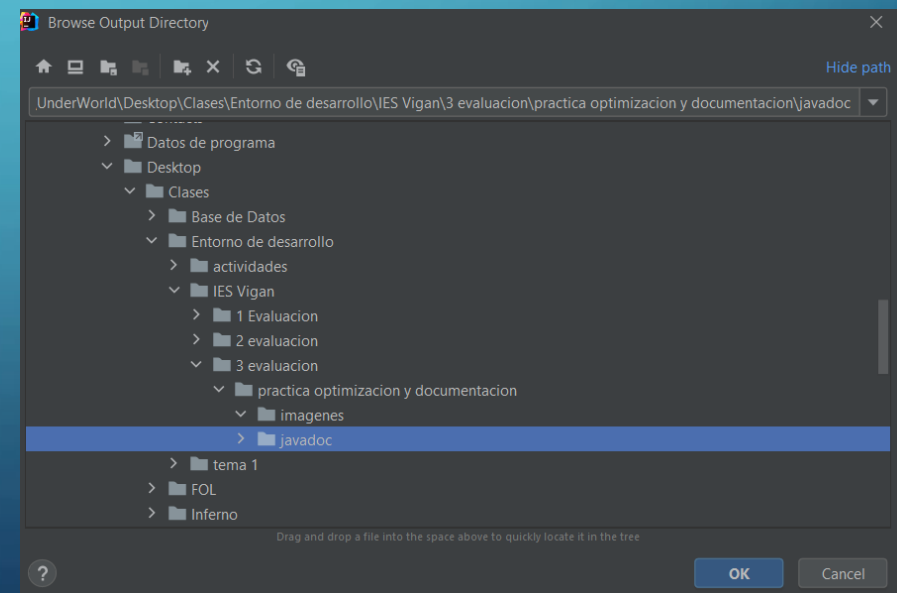 Browse Output Directory
Hide path
UnderWorld\Desktop\Clases\Entorno de desarrollo\IES Vigan\3 evaluacion\practica optimizacion y documentacion\javadoc
Datos de programa
Desktop
Clases
Base de Datos
Entorno de desarrollo
actividades
IES Vigan
1 Evaluacion
2 evaluacion
3 evaluacion
practica optimizacion y documentacion
imagenes
javadoc
tema 1
FOL
Inferno
Drag and drop a file into the space above to quickly locate it in the tree
? OK Cancel